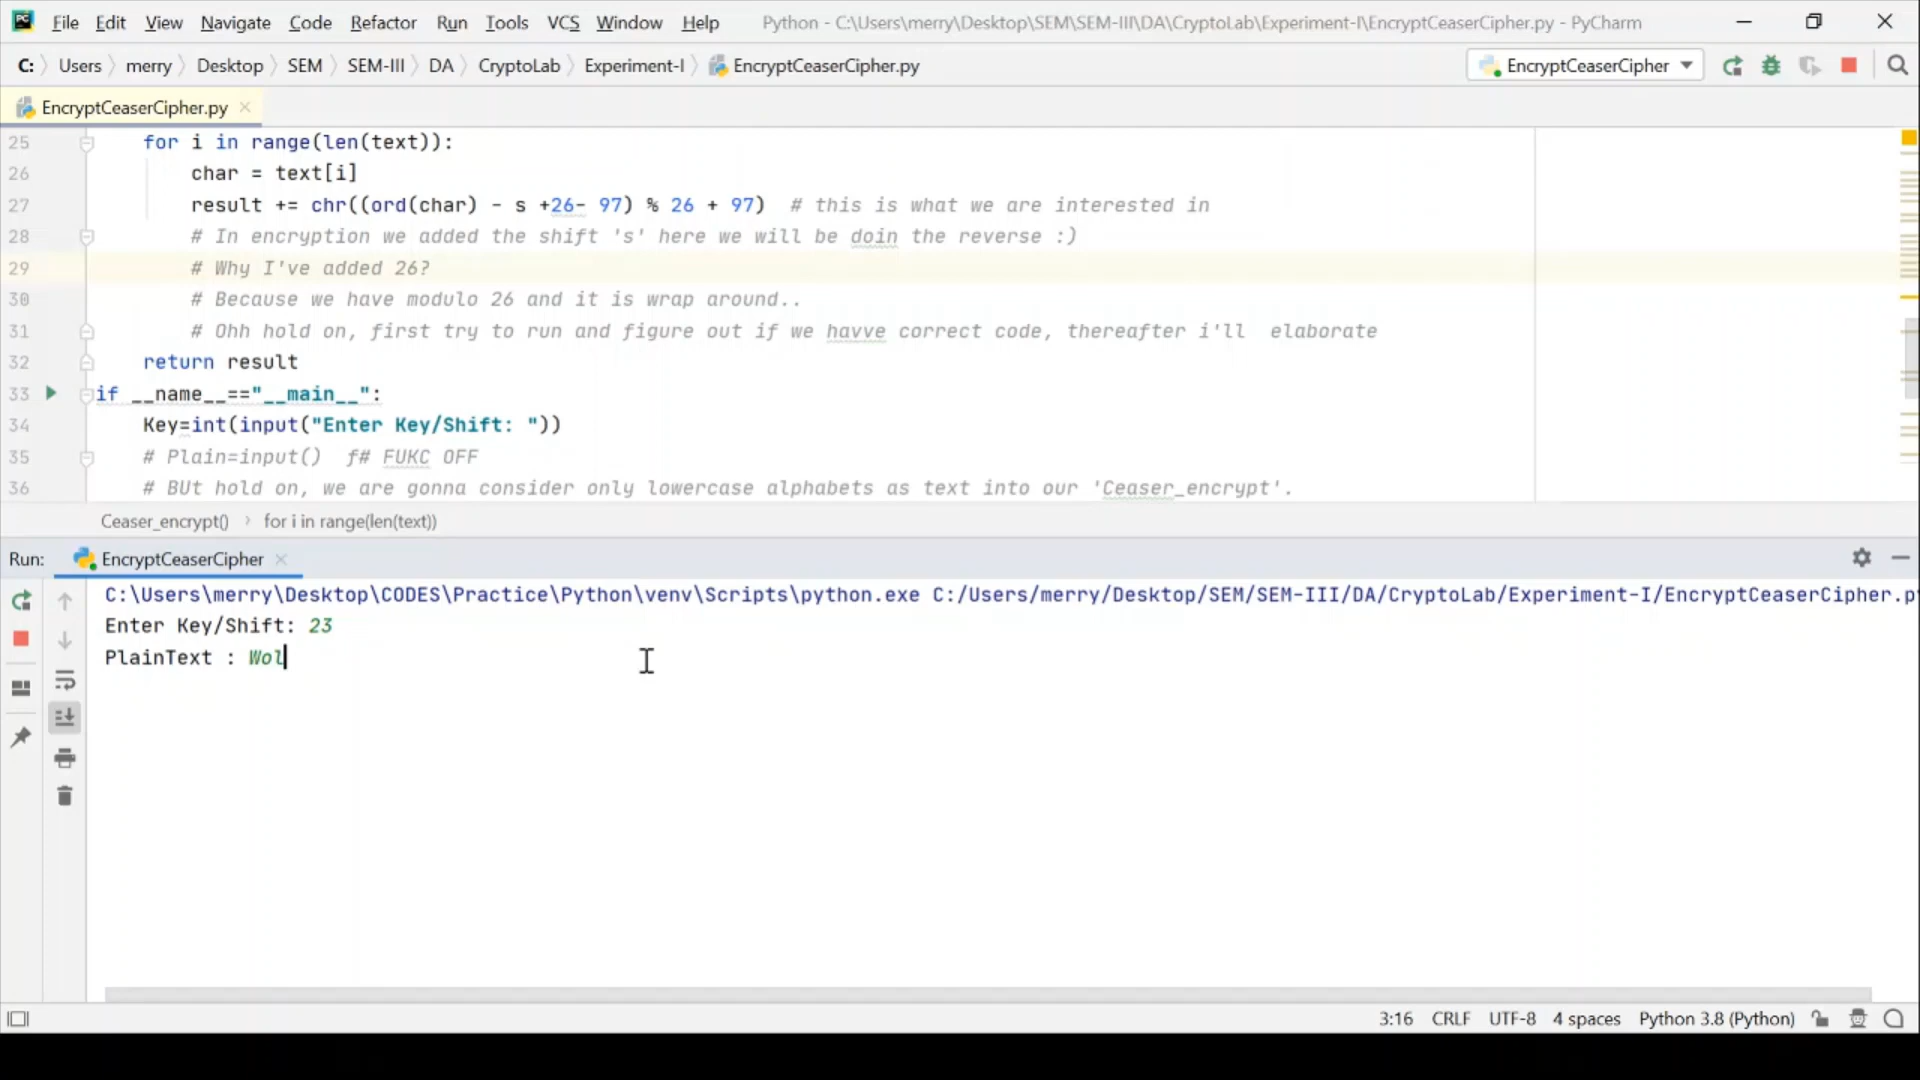 File Edit View Navigate Code Refactor Run Tools VCS Window Help Python - C:\Users\merry\Desktop\SEM\SEM-III\DA\CryptoLab\Experiment-I\EncryptCeaserCipher.py - PyCharm
C: Users merry Desktop SEM SEM-III DA CryptoLab Experiment-I EncryptCeaserCipher.py EncryptCeaserCipher
EncryptCeaserCipher.py
25 for i in range(len(text)):
26 char = text[i]
27 result += chr((ord(char) - s +26- 97) % 26 + 97) # this is what we are interested in
28 # In encryption we added the shift 's' here we will be doin the reverse :)
29 # Why I've added 26?
30 # Because we have modulo 26 and it is wrap around..
31 # Ohh hold on, first try to run and figure out if we havve correct code, thereafter i'll  elaborate
32 return result
33 if __name__=="__main__":
34 Key=int(input("Enter Key/Shift: "))
35 # Plain=input()  ƒ# FUKC OFF
36 # BUt hold on, we are gonna consider only lowercase alphabets as text into our 'Ceaser_encrypt'.
Ceaser_encrypt() for i in range(len(text))
Run: EncryptCeaserCipher
C:\Users\merry\Desktop\CODES\Practice\Python\venv\Scripts\python.exe C:/Users/merry/Desktop/SEM/SEM-III/DA/CryptoLab/Experiment-I/EncryptCeaserCipher.py
Enter Key/Shift: 23
PlainText : Wol
3:16 CRLF UTF-8 4 spaces Python 3.8 (Python)